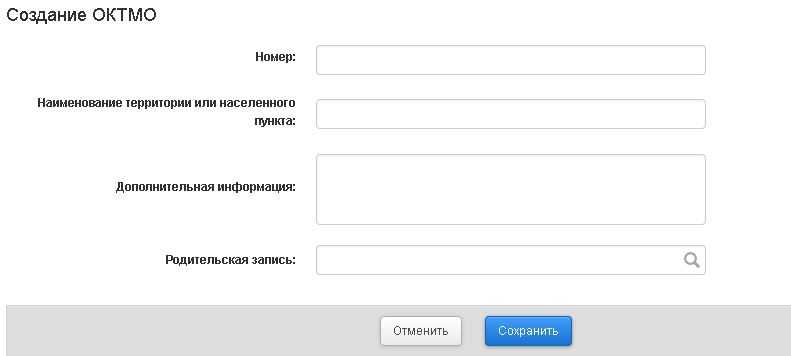 Создание ОКТМО
Номер:
Наименование территории или населенного
пункта:
Дополнительная информация:
Родительская запись:
Отменить
Сохранить